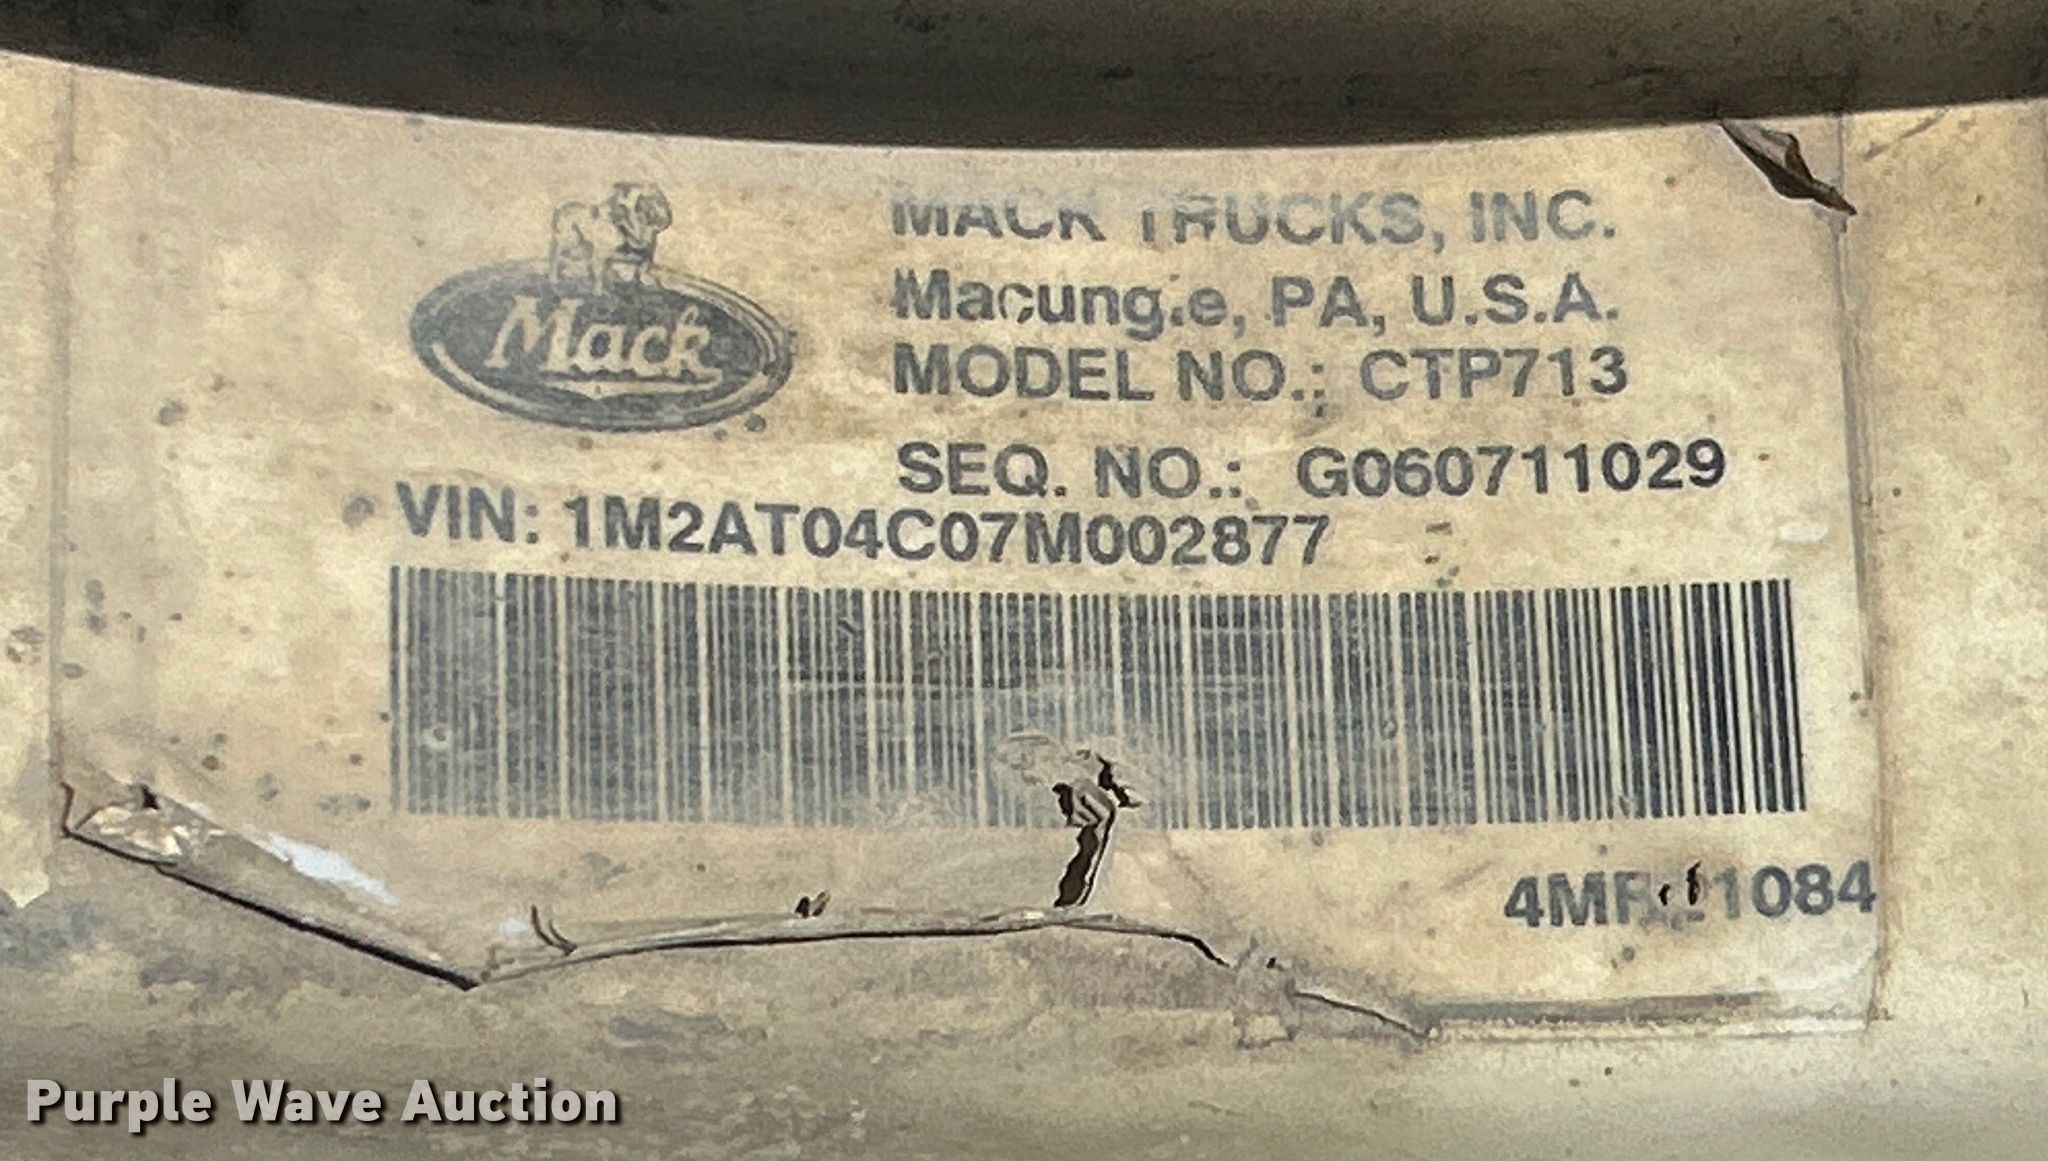 Mack
MACK TRUCKS, INC.
Macungie, PA, U.S.A.
MODEL NO.: CTP713
SEQ. NO.: G060711029
VIN: 1M2AT04C07M002877
Purple Wave Auction